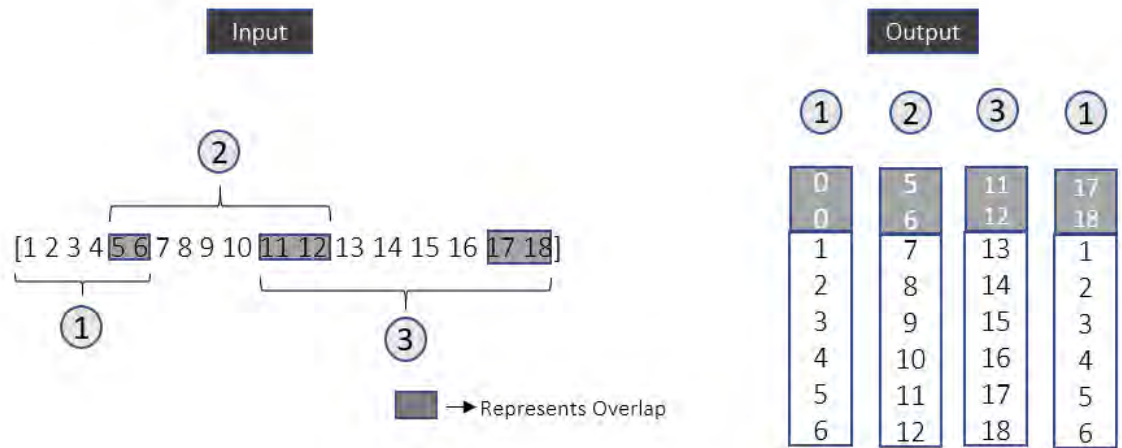 Input
Output
1 2 3 1
2
[1 2 3 4 5 6 7 8 9 10 11 12 13 14 15 16 17 18]
1
3
Represents Overlap
0 5 11 17
0 6 12 18
1 7 13 1
2 8 14 2
3 9 15 3
4 10 16 4
5 11 17 5
6 12 18 6